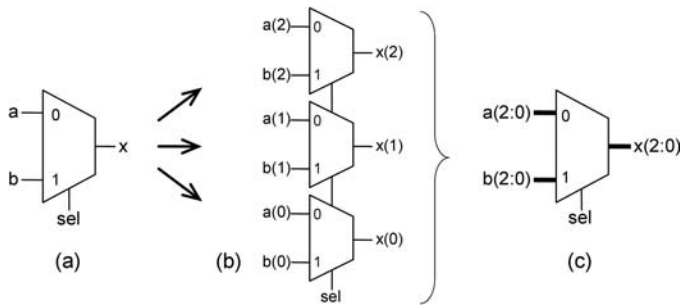 a
0
b
1
x
sel
(a)
a(2)
0
b(2)
1
x(2)
a(1)
0
b(1)
1
x(1)
a(0)
0
b(0)
1
x(0)
sel
(b)
a(2:0)
0
b(2:0)
1
x(2:0)
sel
(c)